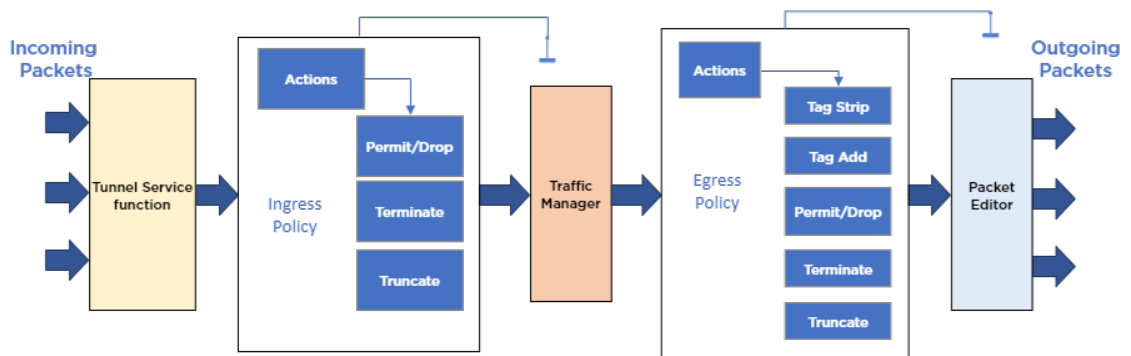 Incoming
Packets
Tunnel Service
function
Actions
Permit/Drop
Ingress
Policy
Terminate
Truncate
Traffic
Manager
Actions
Tag Strip
Tag Add
Egress
Policy
Permit/Drop
Terminate
Truncate
Packet
Editor
Outgoing
Packets